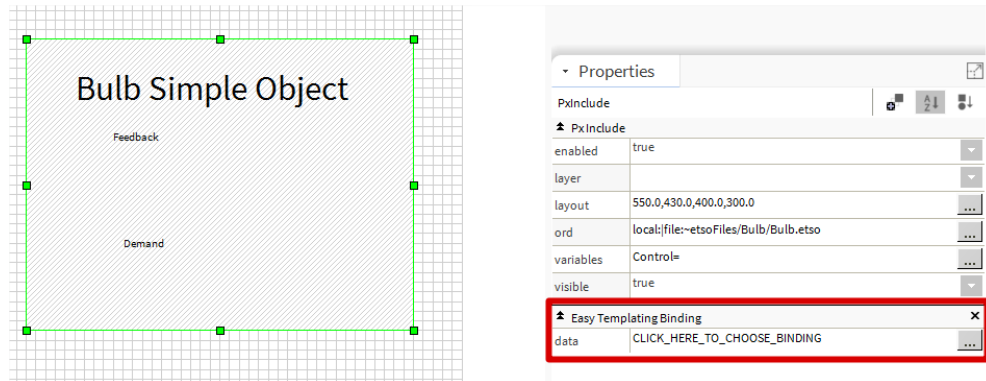 Bulb Simple Object
Feedback
Demand
Properties
PxInclude
A Z
PxInclude
enabled true
layer
layout 550.0,430.0,400.0,300.0 ...
ord local:|file:~etsoFiles/Bulb/Bulb.etso ...
variables Control= ...
visible true
Easy Templating Binding
data CLICK_HERE_TO_CHOOSE_BINDING ...